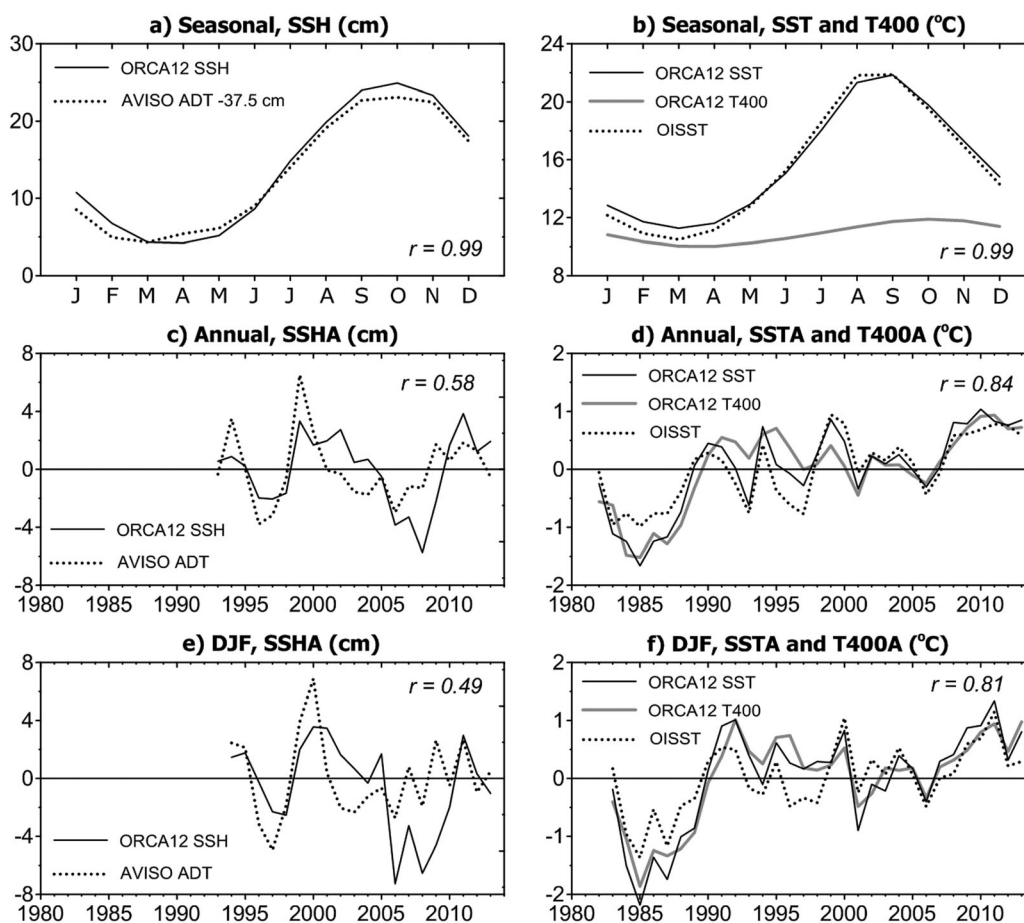 a) Seasonal, SSH (cm)
30
20
10
0
ORCA12 SSH
AVISO ADT -37.5 cm
r = 0.99
J F M A M J J A S O N D
b) Seasonal, SST and T400 (ºC)
24
20
16
12
8
ORCA12 SST
ORCA12 T400
OISST
r = 0.99
J F M A M J J A S O N D
c) Annual, SSHA (cm)
8
4
0
-4
-8
r = 0.58
ORCA12 SSH
AVISO ADT
1980 1985 1990 1995 2000 2005 2010
d) Annual, SSTA and T400A (ºC)
2
1
0
-1
-2
ORCA12 SST
ORCA12 T400
OISST
r = 0.84
1980 1985 1990 1995 2000 2005 2010
e) DJF, SSHA (cm)
8
4
0
-4
-8
r = 0.49
ORCA12 SSH
AVISO ADT
1980 1985 1990 1995 2000 2005 2010
f) DJF, SSTA and T400A (ºC)
2
1
0
-1
-2
ORCA12 SST
ORCA12 T400
OISST
r = 0.81
1980 1985 1990 1995 2000 2005 2010